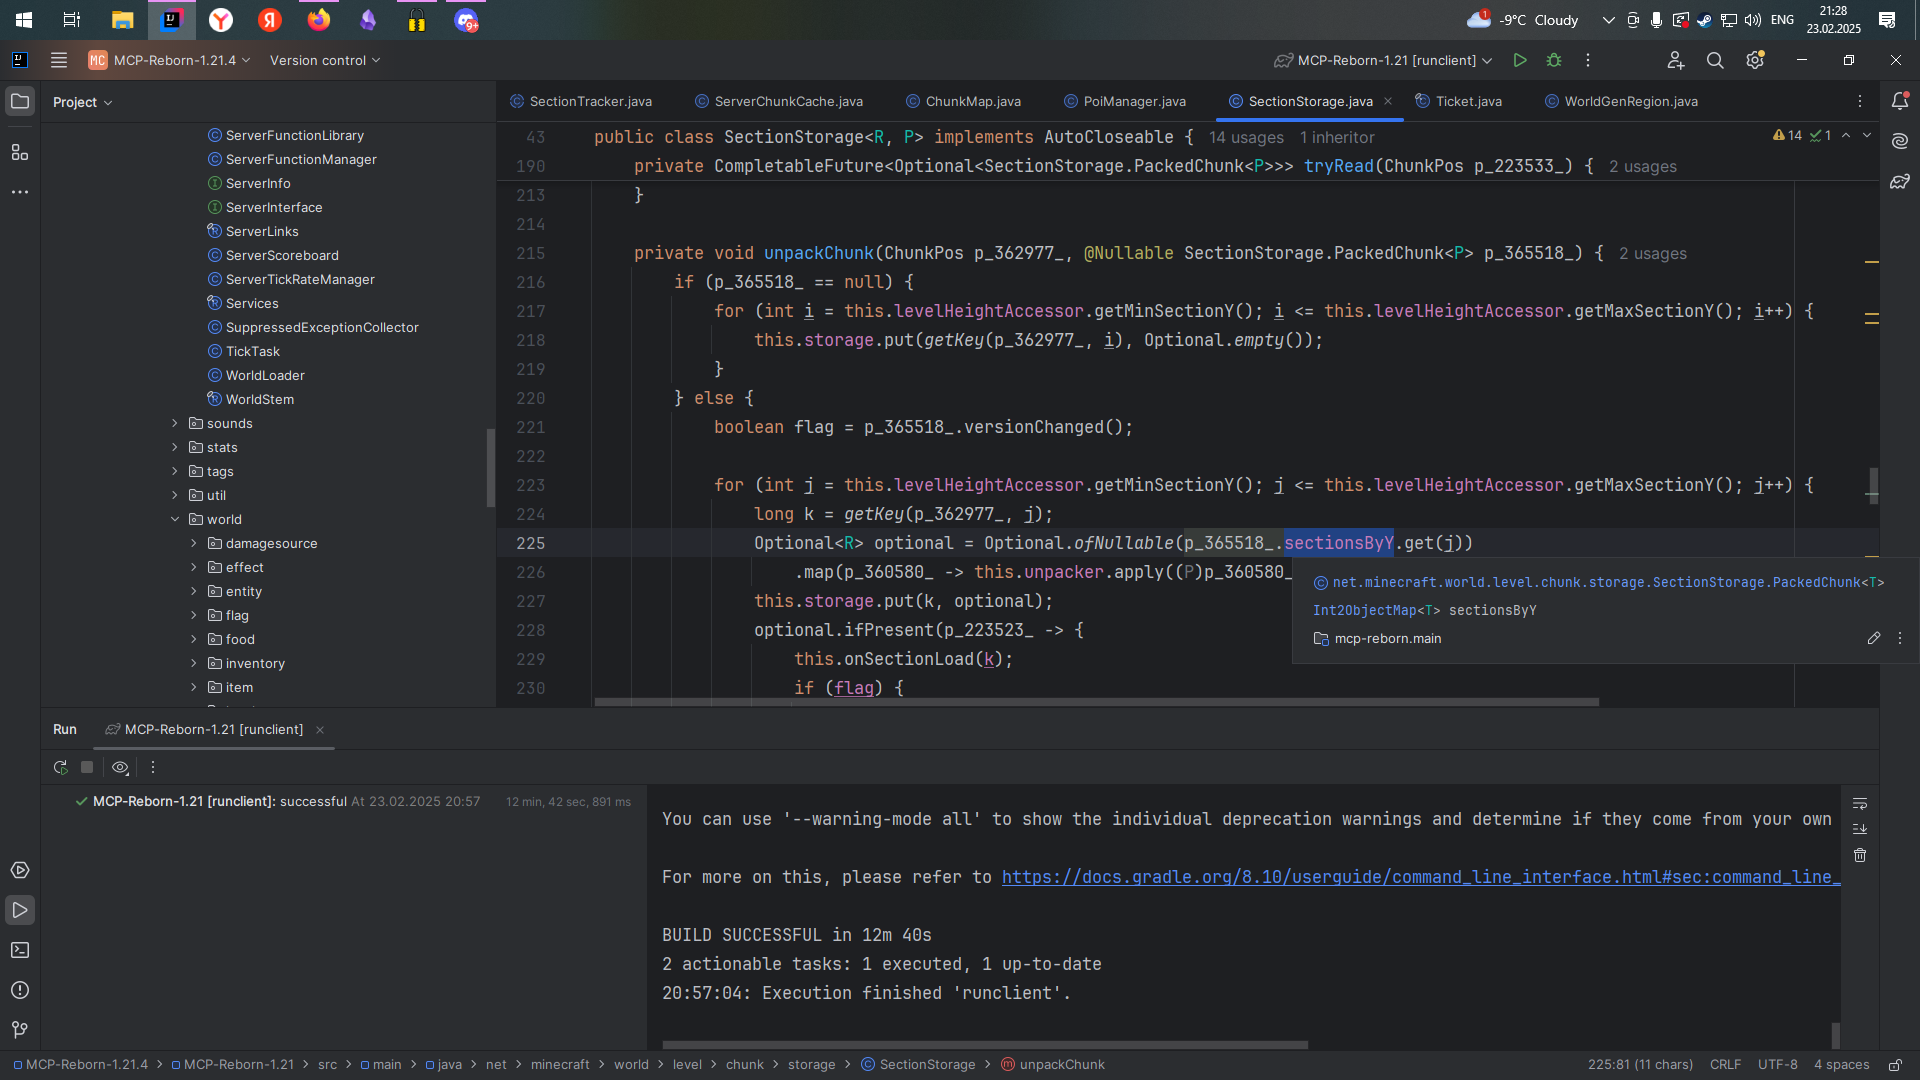 -9°C Cloudy
ENG
21:28
23.02.2025
MC MCP-Reborn-1.21.4
Version control
MCP-Reborn-1.21 [runclient]
Project
SectionTracker.java
ServerChunkCache.java
ChunkMap.java
PoiManager.java
SectionStorage.java
Ticket.java
WorldGenRegion.java
ServerFunctionLibrary
ServerFunctionManager
ServerInfo
ServerInterface
ServerLinks
ServerScoreboard
ServerTickRateManager
Services
SuppressedExceptionCollector
TickTask
WorldLoader
WorldStem
sounds
stats
tags
util
world
damagesource
effect
entity
flag
food
inventory
item
14 1
43 public class SectionStorage<R, P> implements AutoCloseable { 14 usages 1 inheritor
190 private CompletableFuture<Optional<SectionStorage.PackedChunk<P>>> tryRead(ChunkPos p_223533_) { 2 usages
213 }
214
215 private void unpackChunk(ChunkPos p_362977_, @Nullable SectionStorage.PackedChunk<P> p_365518_) { 2 usages
216 if (p_365518_ == null) {
217 for (int i = this.levelHeightAccessor.getMinSectionY(); i <= this.levelHeightAccessor.getMaxSectionY(); i++) {
218 this.storage.put(getKey(p_362977_, i), Optional.empty());
219 }
220 } else {
221 boolean flag = p_365518_.versionChanged();
222
223 for (int j = this.levelHeightAccessor.getMinSectionY(); j <= this.levelHeightAccessor.getMaxSectionY(); j++) {
224 long k = getKey(p_362977_, j);
225 Optional<R> optional = Optional.ofNullable(p_365518_.sectionsByY.get(j))
226 .map(p_360580_ -> this.unpacker.apply((P)p_360580_
227 this.storage.put(k, optional);
228 optional.ifPresent(p_223523_ -> {
229 this.onSectionLoad(k);
230 if (flag) {
net.minecraft.world.level.chunk.storage.SectionStorage.PackedChunk<T>
Int2ObjectMap<T> sectionsByY
mcp-reborn.main
Run
MCP-Reborn-1.21 [runclient]
MCP-Reborn-1.21 [runclient]: successful At 23.02.2025 20:57 12 min, 42 sec, 891 ms
You can use '--warning-mode all' to show the individual deprecation warnings and determine if they come from your own
For more on this, please refer to https://docs.gradle.org/8.10/userguide/command_line_interface.html#sec:command_line_
BUILD SUCCESSFUL in 12m 40s
2 actionable tasks: 1 executed, 1 up-to-date
20:57:04: Execution finished 'runclient'.
MCP-Reborn-1.21.4 > MCP-Reborn-1.21 > src > main > java > net > minecraft > world > level > chunk > storage > SectionStorage > unpackChunk
225:81 (11 chars) CRLF UTF-8 4 spaces